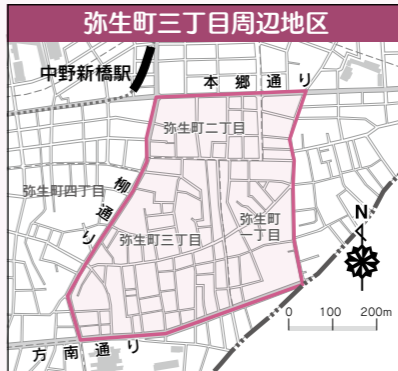 弥生町三丁目周辺地区
中野新橋駅
本郷通り
弥生町二丁目
弥生町四丁目
柳通り
弥生町三丁目
弥生町
一丁目
N
0 100 200m
方南通り